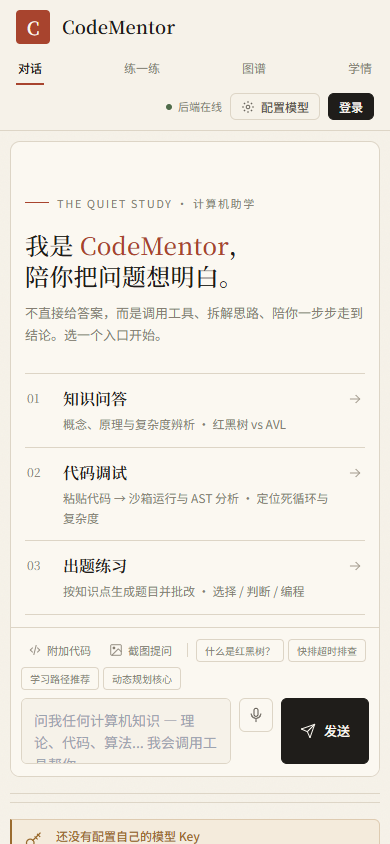 C CodeMentor
对话 练一练 图谱 学情
后端在线 配置模型 登录
THE QUIET STUDY · 计算机助学
我是 CodeMentor，
陪你把问题想明白。
不直接给答案，而是调用工具、拆解思路、陪你一步步走到
结论。选一个入口开始。
01 知识问答 →
概念、原理与复杂度辨析 · 红黑树 vs AVL
02 代码调试 →
粘贴代码 → 沙箱运行与 AST 分析 · 定位死循环与
复杂度
03 出题练习 →
按知识点生成题目并批改 · 选择 / 判断 / 编程
附加代码 截图提问 什么是红黑树？ 快排超时排查
学习路径推荐 动态规划核心
问我任何计算机知识 — 理
论、代码、算法... 我会调用工
具帮你
发送
还没有配置自己的模型 Key